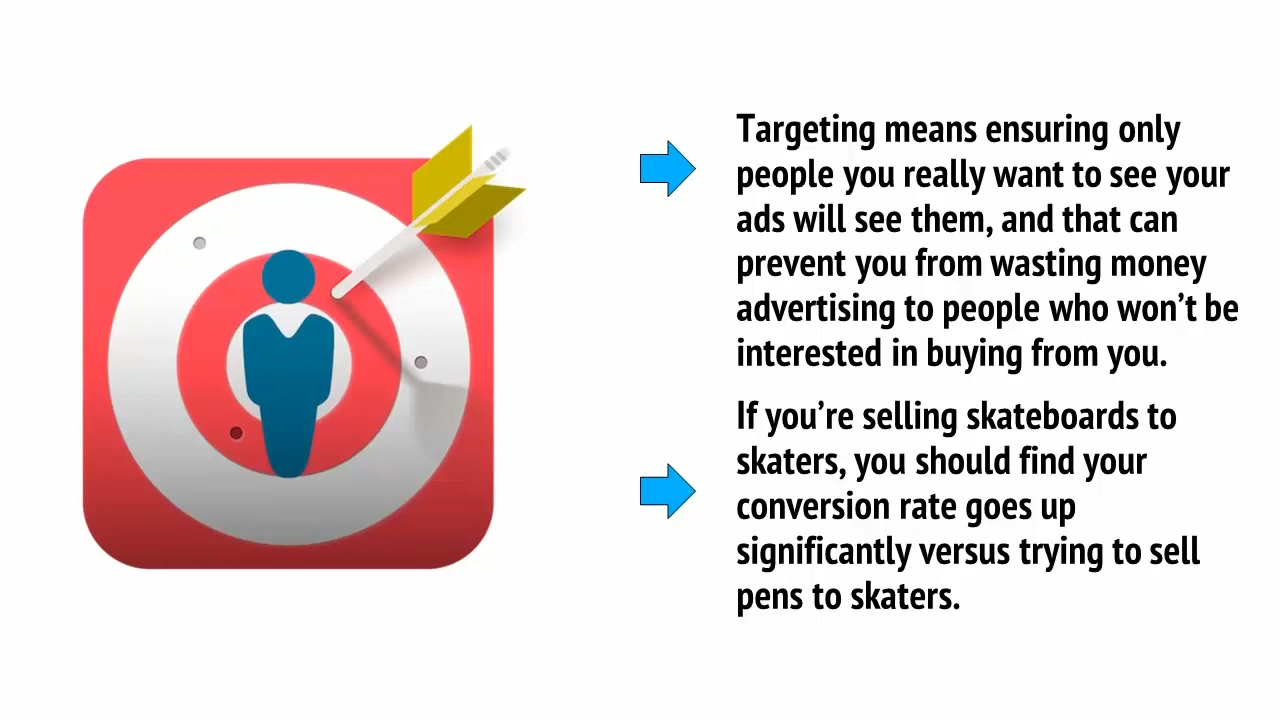 Targeting means ensuring only
people you really want to see your
ads will see them, and that can
prevent you from wasting money
advertising to people who won’t be
interested in buying from you.
If you’re selling skateboards to
skaters, you should find your
conversion rate goes up
significantly versus trying to sell
pens to skaters.